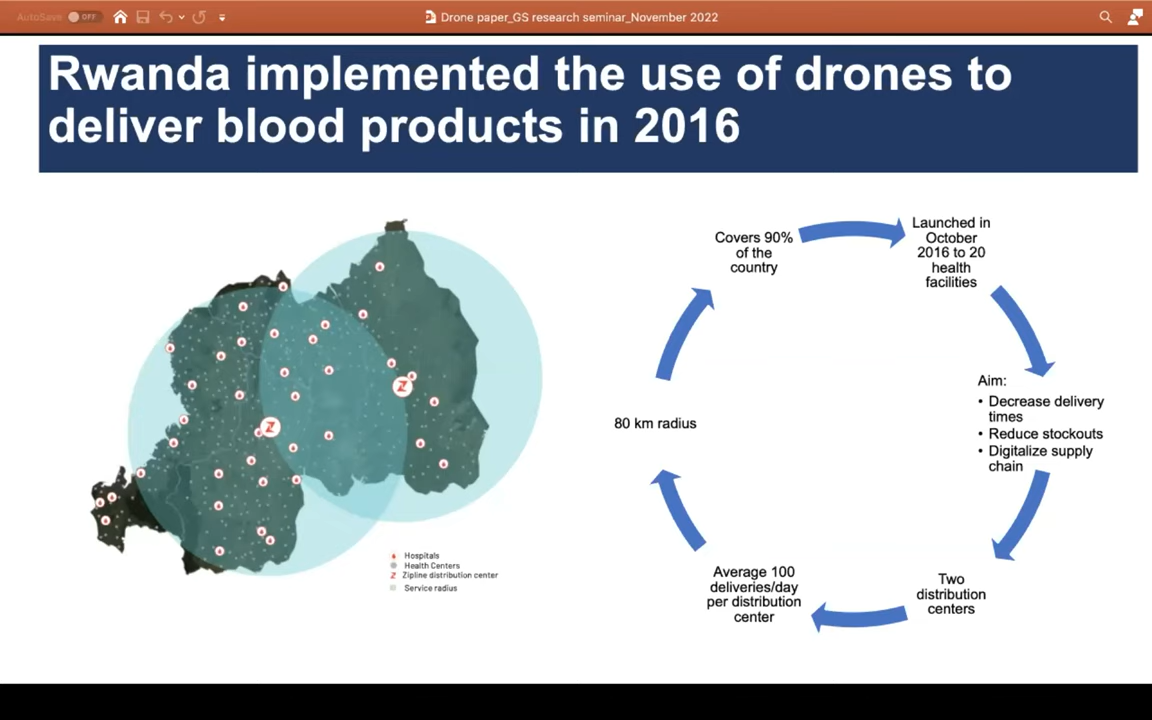 AutoSave OFF
Drone paper_GS research seminar_November 2022
Rwanda implemented the use of drones to
deliver blood products in 2016
Covers 90%
of the
country
Launched in
October
2016 to 20
health
facilities
Aim:
• Decrease delivery
times
• Reduce stockouts
• Digitalize supply
chain
Two
distribution
centers
Average 100
deliveries/day
per distribution
center
80 km radius
Z
Z
Hospitals
Health Centers
Z Zipline distribution center
Service radius